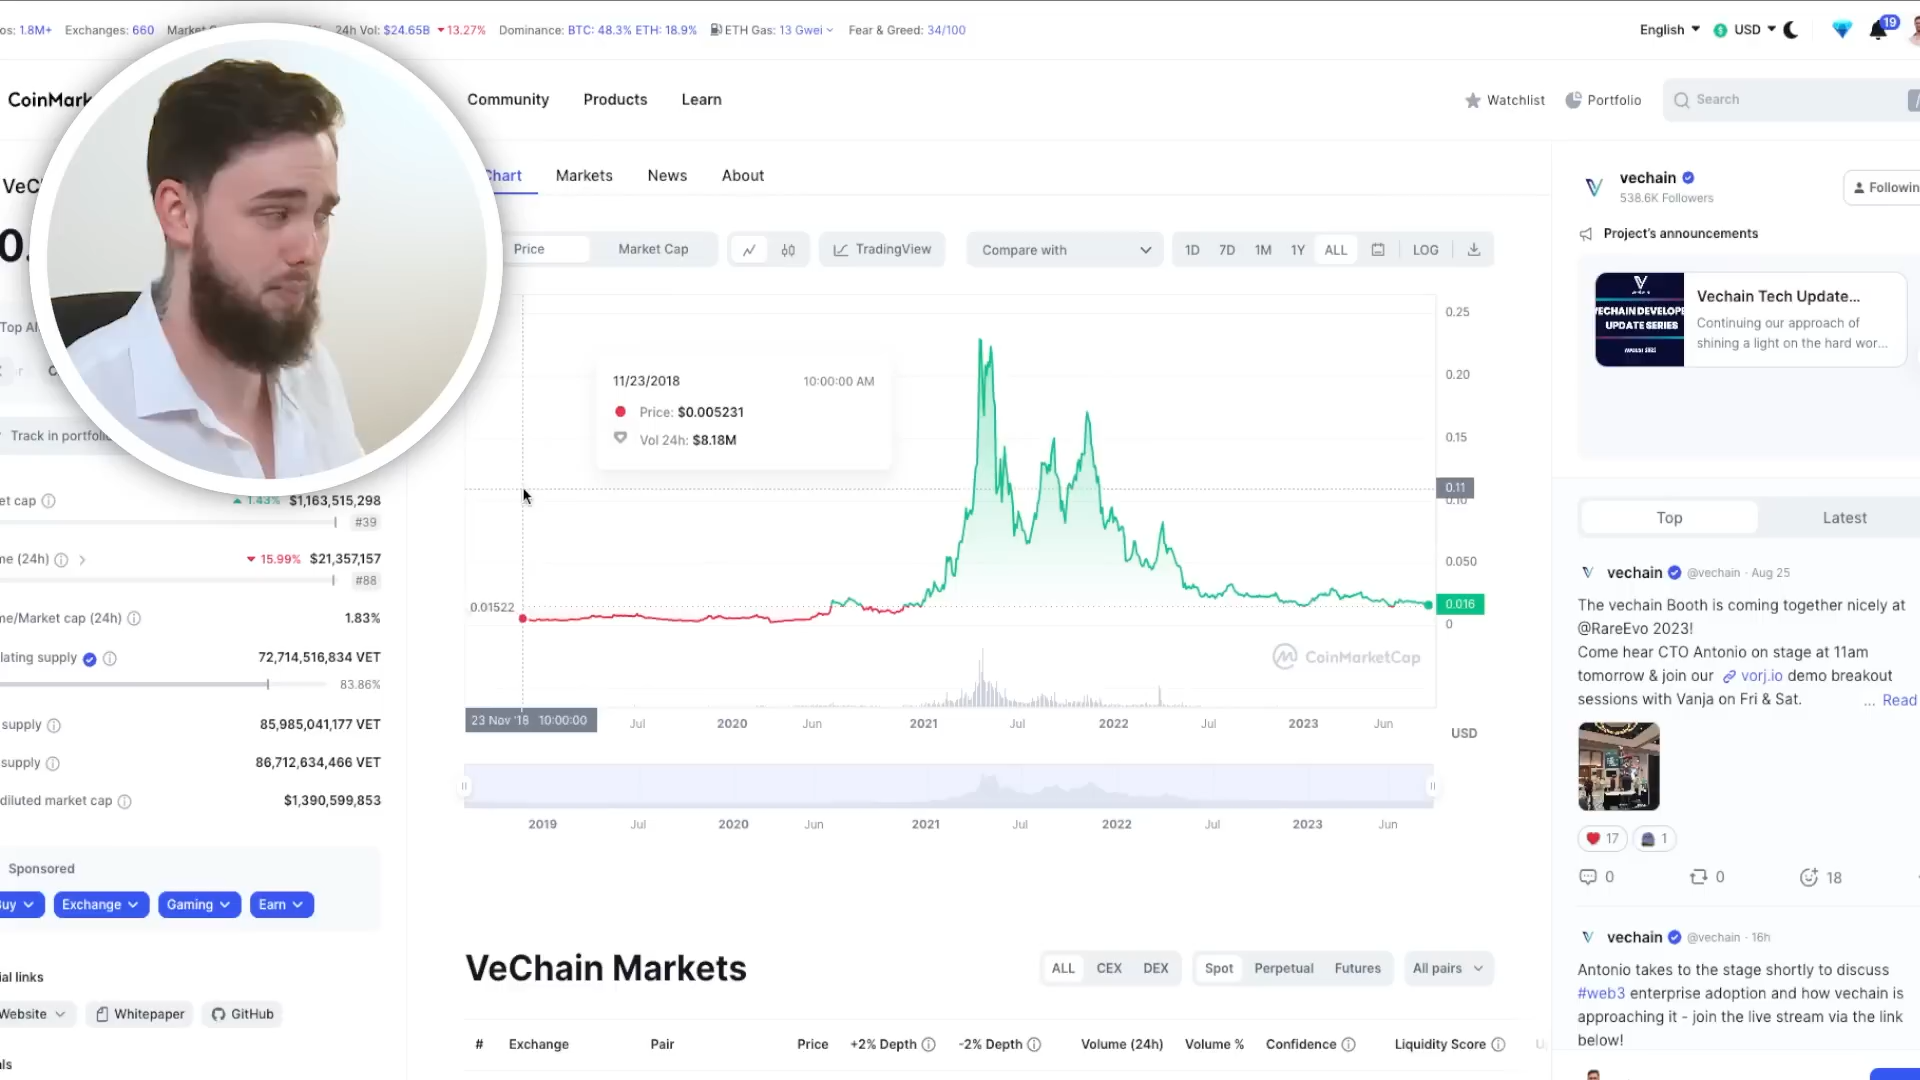 os: 1.8M+ Exchanges: 660 Market 24h Vol: $24.65B 13.27% Dominance: BTC: 48.3% ETH: 18.9% ETH Gas: 13 Gwei Fear & Greed: 34/100
English USD 19
CoinMark Community Products Learn Watchlist Portfolio Search /
VeC
0.
Top
Track in portfolio
Chart Markets News About
Price Market Cap TradingView Compare with 1D 7D 1M 1Y ALL LOG
11/23/2018 10:00:00 AM
Price: $0.005231
Vol 24h: $8.18M
0.25
0.20
0.15
0.11
0.10
0.050
0.016
0
0.01522
CoinMarketCap
23 Nov '18 10:00:00 Jul 2020 Jun 2021 Jul 2022 Jul 2023 Jun
USD
2019 Jul 2020 Jun 2021 Jul 2022 Jul 2023 Jun
et cap 1.43% $1,163,515,298
#39
me (24h) 15.99% $21,357,157
#88
me/Market cap (24h) 1.83%
lating supply 72,714,516,834 VET
83.86%
supply 85,985,041,177 VET
supply 86,712,634,466 VET
diluted market cap $1,390,599,853
Sponsored
Buy Exchange Gaming Earn
ial links
Website Whitepaper GitHub
ls
VeChain Markets ALL CEX DEX Spot Perpetual Futures All pairs
# Exchange Pair Price +2% Depth -2% Depth Volume (24h) Volume % Confidence Liquidity Score U
vechain
538.6K Followers
Followin
Project's announcements
VECHAIN DEVELOPE
UPDATE SERIES
Vechain Tech Update...
Continuing our approach of
shining a light on the hard wor...
Top Latest
vechain @vechain · Aug 25
The vechain Booth is coming together nicely at
@RareEvo 2023!
Come hear CTO Antonio on stage at 11am
tomorrow & join our vorj.io demo breakout
sessions with Vanja on Fri & Sat. ... Read
17 1
0 0 18
vechain @vechain · 16h
Antonio takes to the stage shortly to discuss
#web3 enterprise adoption and how vechain is
approaching it - join the live stream via the link
below!